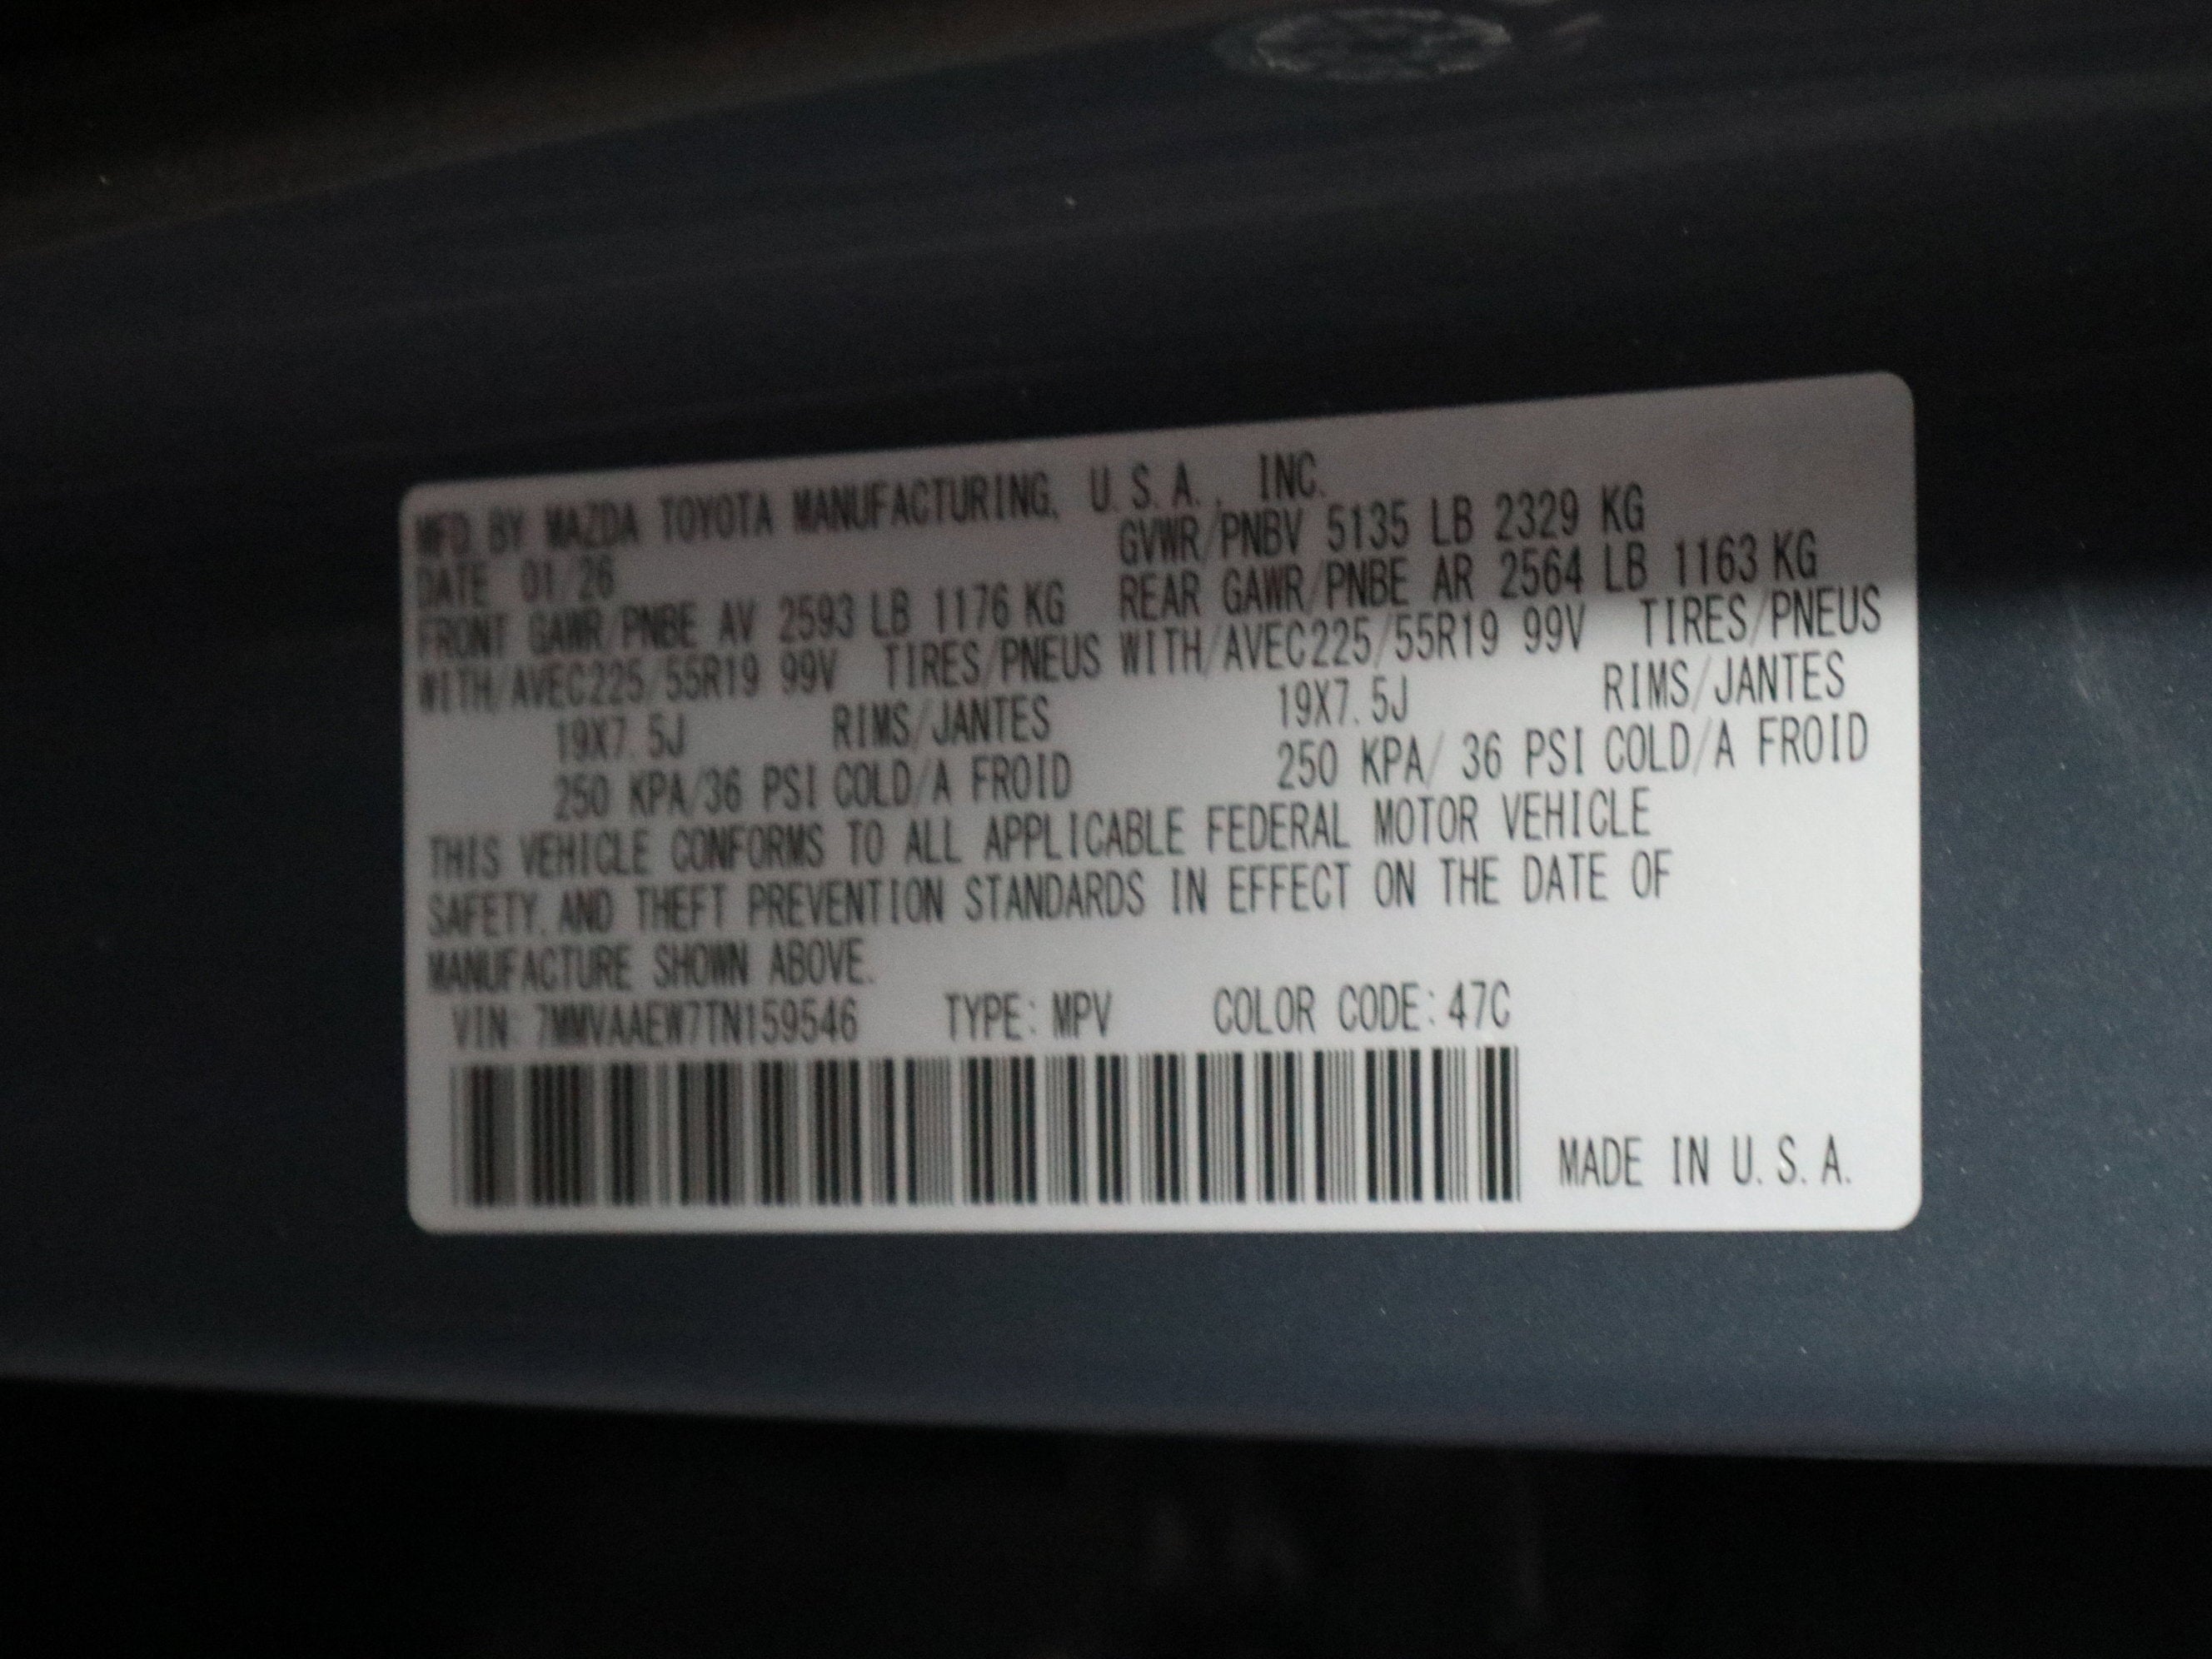 MFD. BY MAZDA TOYOTA MANUFACTURING, U.S.A., INC.
DATE 01/26 GVWR/PNBV 5135 LB 2329 KG
FRONT GAWR/PNBE AV 2593 LB 1176 KG REAR GAWR/PNBE AR 2564 LB 1163 KG
WITH/AVEC225/55R19 99V TIRES/PNEUS WITH/AVEC225/55R19 99V TIRES/PNEUS
19X7.5J RIMS/JANTES 19X7.5J RIMS/JANTES
250 KPA/36 PSI COLD/A FROID 250 KPA/ 36 PSI COLD/A FROID
THIS VEHICLE CONFORMS TO ALL APPLICABLE FEDERAL MOTOR VEHICLE
SAFETY, AND THEFT PREVENTION STANDARDS IN EFFECT ON THE DATE OF
MANUFACTURE SHOWN ABOVE.
VIN: 7MMVAAEW7TN159546 TYPE: MPV COLOR CODE: 47C
MADE IN U.S.A.